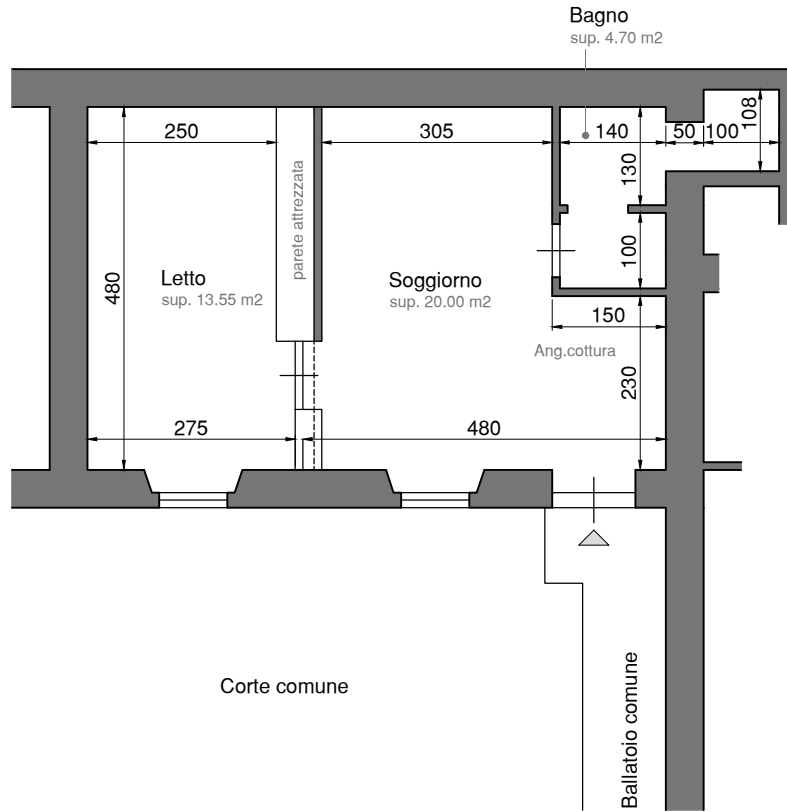 Bagno
sup. 4.70 m2
250
305
140
50
100
108
130
parete attrezzata
480
Letto
sup. 13.55 m2
Soggiorno
sup. 20.00 m2
100
150
Ang.cottura
230
275
480
Corte comune
Ballatoio comune